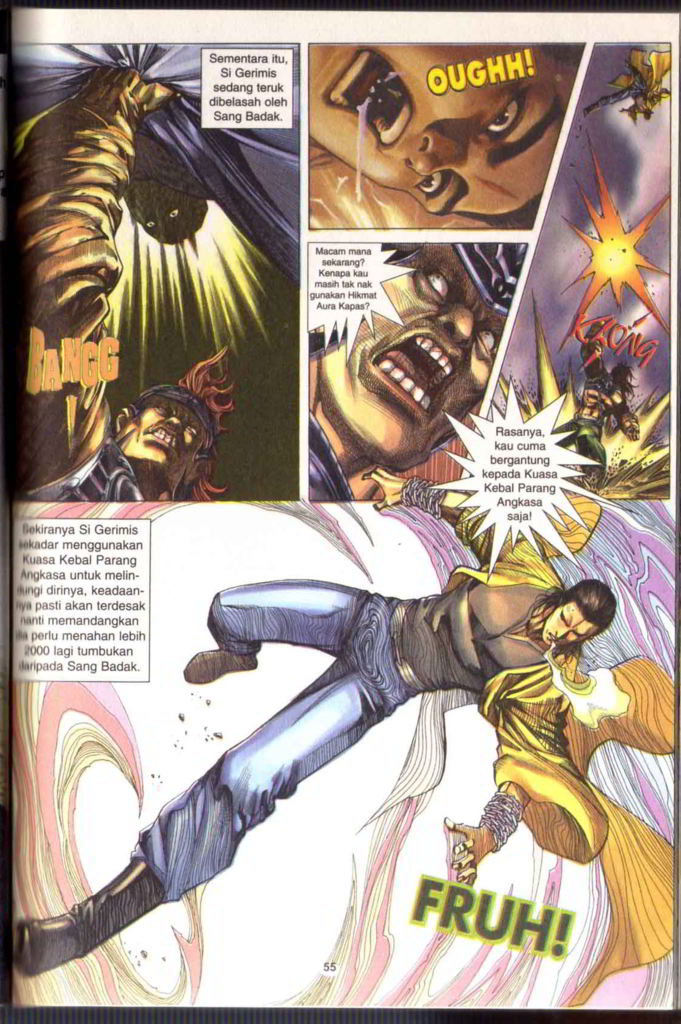 Sementara itu,
Si Gerimis
sedang teruk
dibelasah oleh
Sang Badak.
OUGHH!
BANGG
Macam mana
sekarang?
Kenapa kau
masih tak nak
gunakan Hikmat
Aura Kapas?
KZZONG
Rasanya,
kau cuma
bergantung
kepada Kuasa
Kebal Parang
Angkasa
saja!
Sekiranya Si Gerimis
sekadar menggunakan
Kuasa Kebal Parang
Angkasa untuk melin-
dungi dirinya, keadaan-
nya pasti akan terdesak
nanti memandangkan
dia perlu menahan lebih
2000 lagi tumbukan
daripada Sang Badak.
FRUH!
55